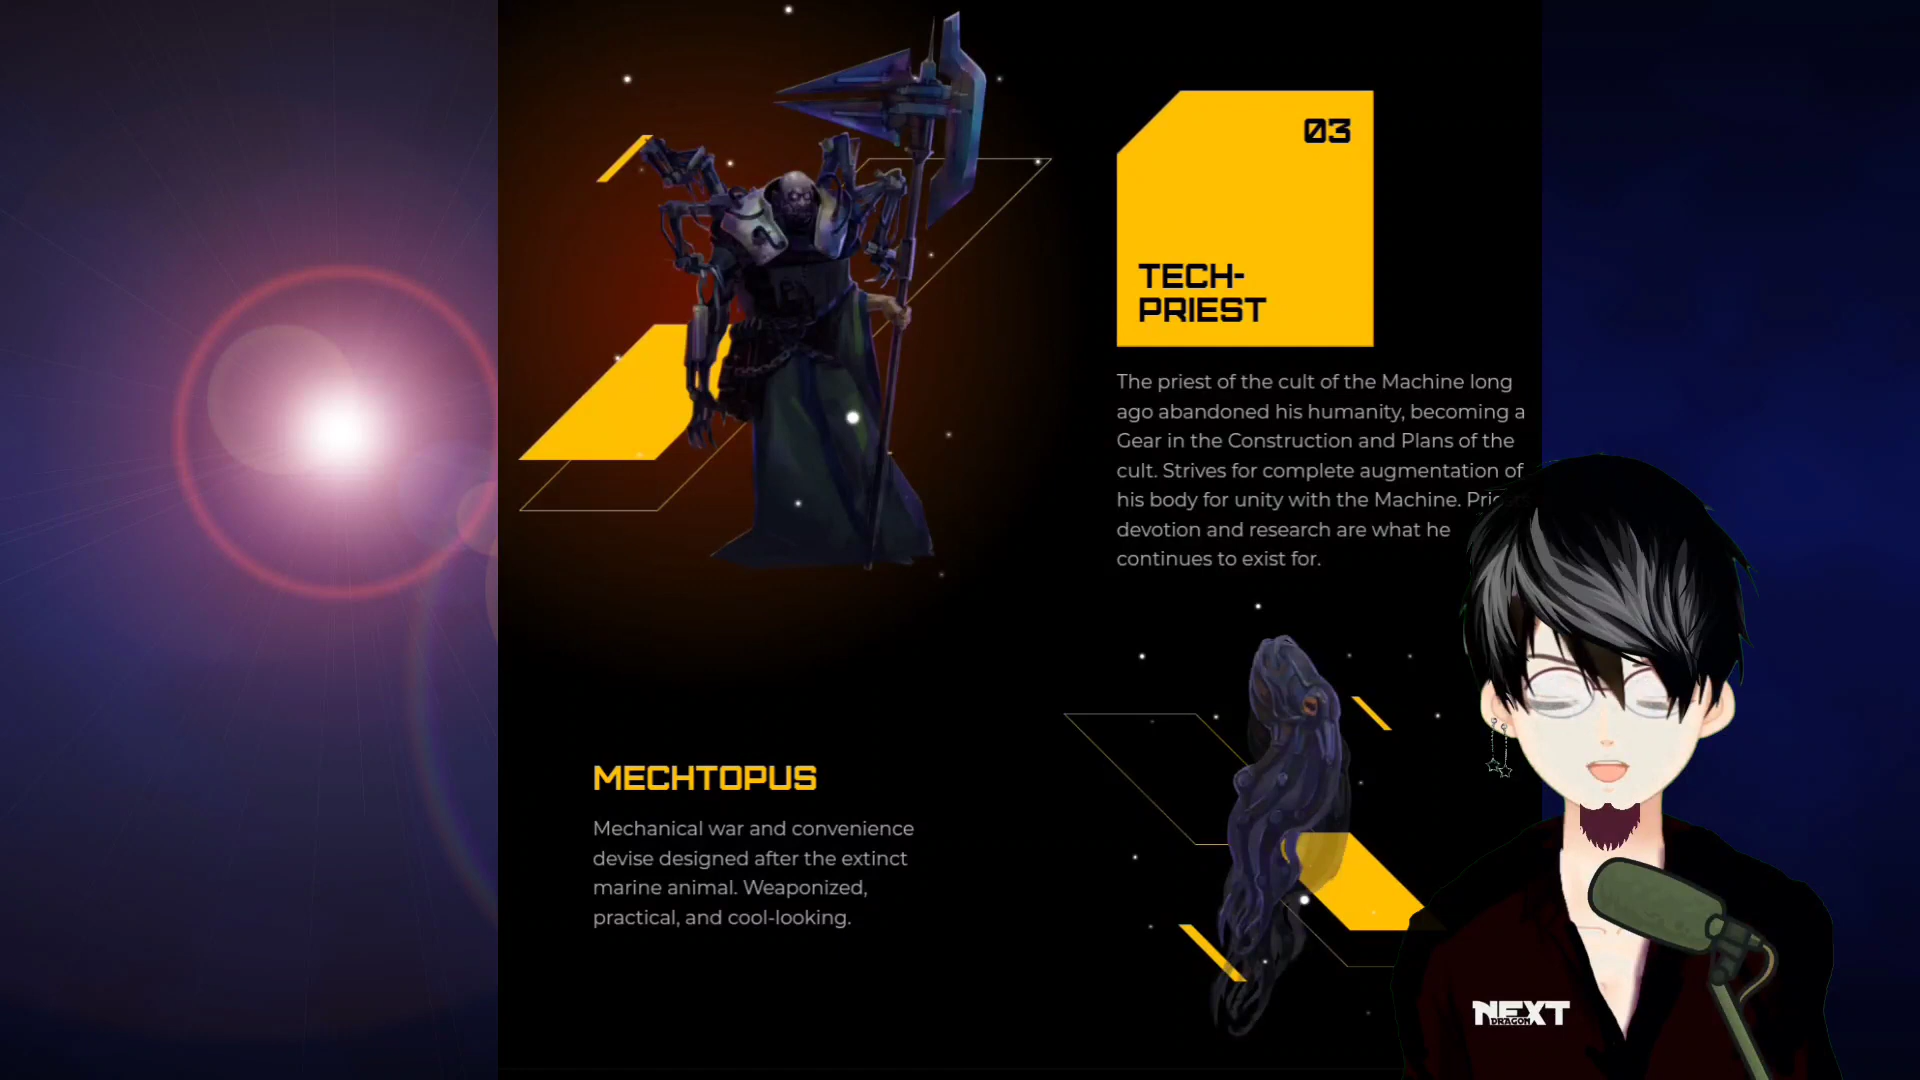 03
TECH-
PRIEST
The priest of the cult of the Machine long
ago abandoned his humanity, becoming a
Gear in the Construction and Plans of the
cult. Strives for complete augmentation of
his body for unity with the Machine.
devotion and research are what he
continues to exist for.
MECHTOPUS
Mechanical war and convenience
devise designed after the extinct
marine animal. Weaponized,
practical, and cool-looking.
NEXT
DRAGON